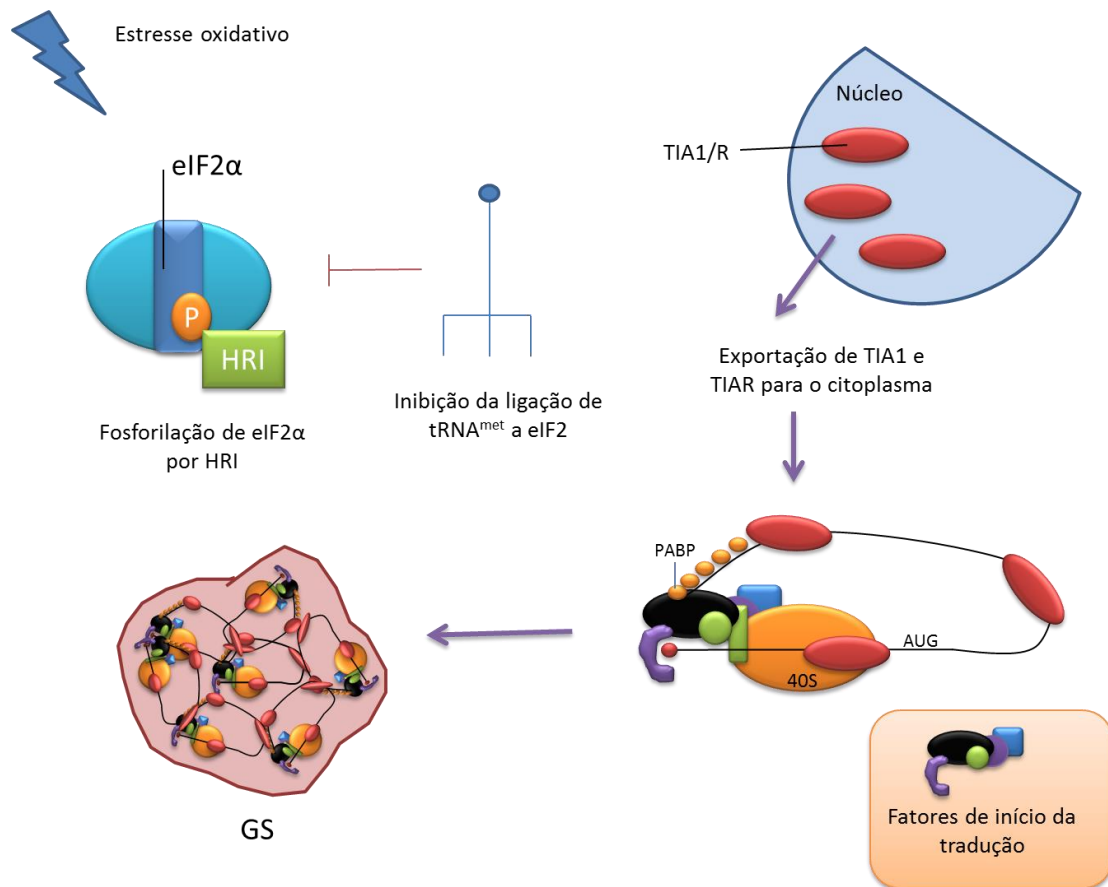 Estresse oxidativo
Núcleo
TIA1/R
eIF2α
P
HRI
Fosforilação de eIF2α
por HRI
Inibição da ligação de
tRNAᵐᵉᵗ a eIF2
Exportação de TIA1 e
TIAR para o citoplasma
PABP
AUG
40S
GS
Fatores de início da
tradução